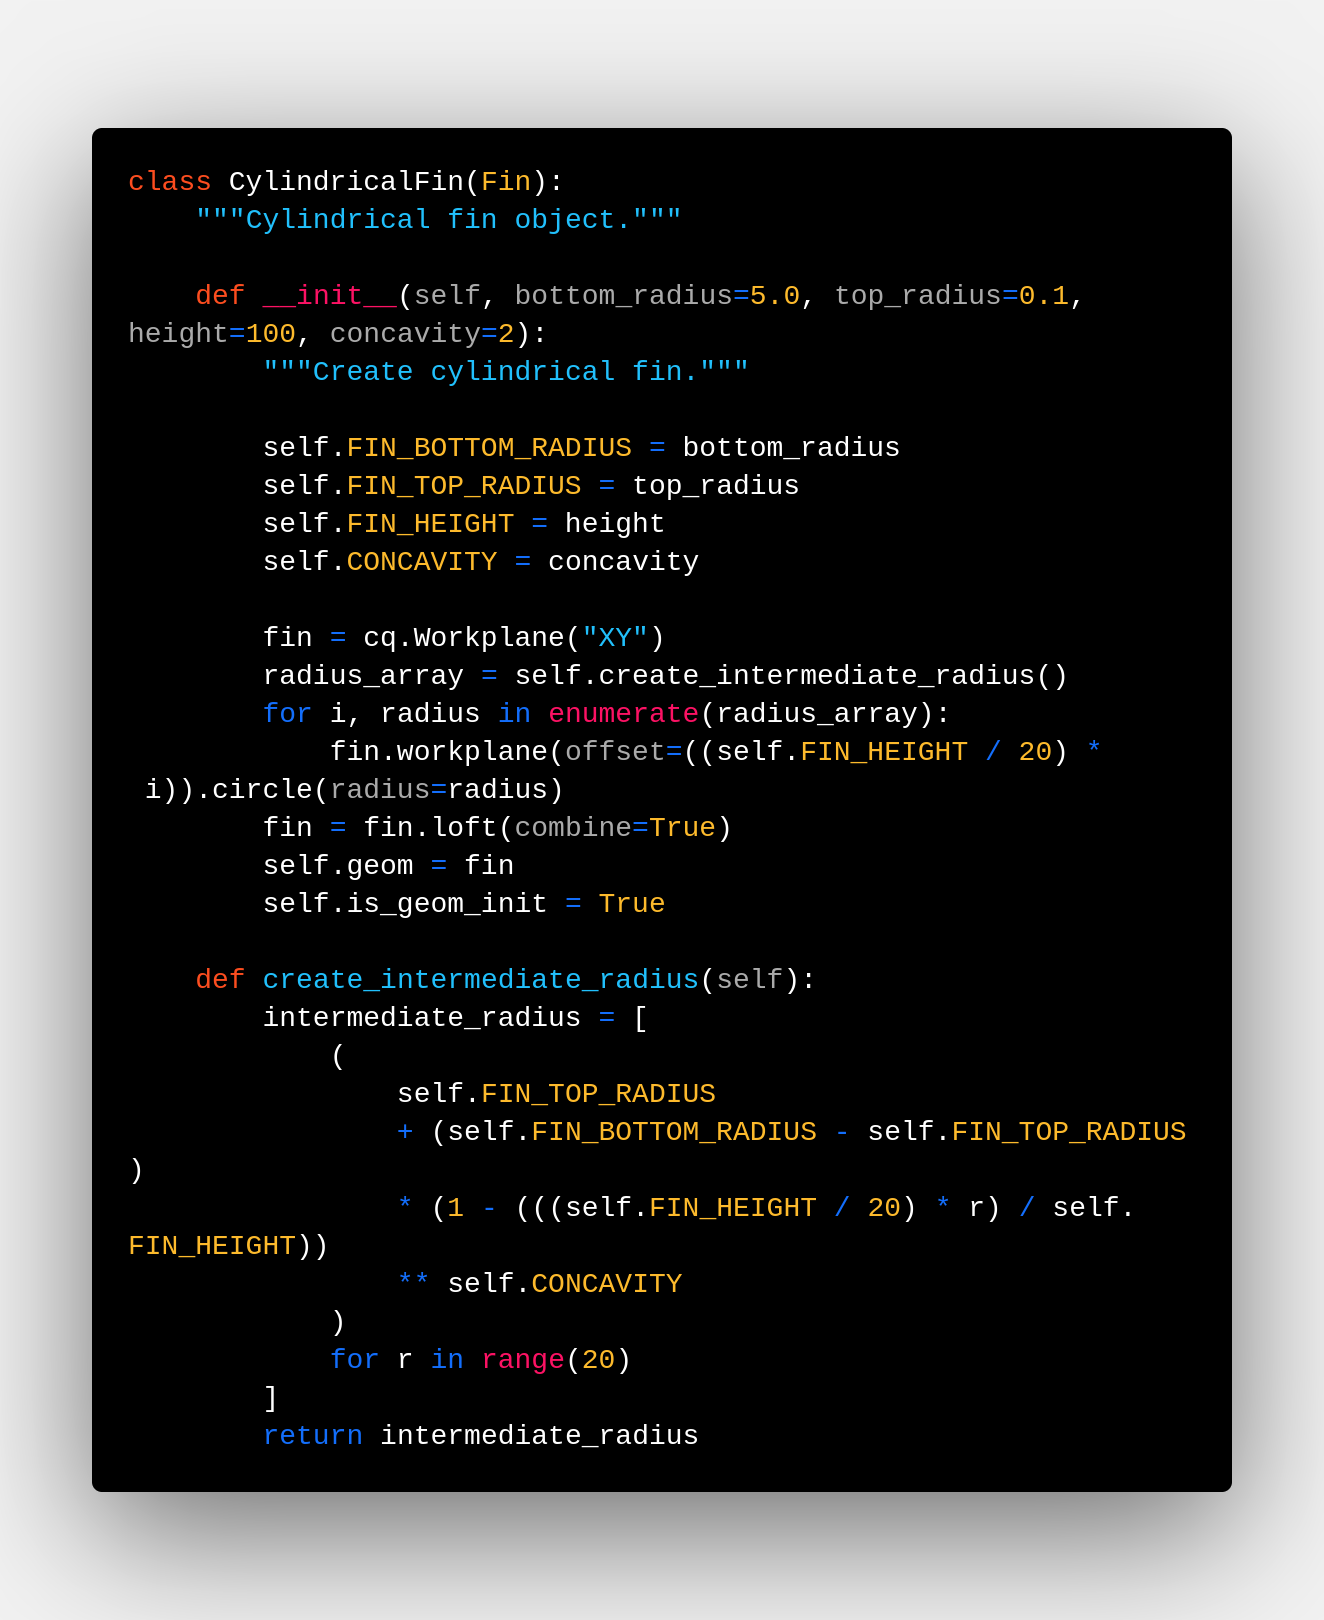 class CylindricalFin(Fin):
    """Cylindrical fin object."""

    def __init__(self, bottom_radius=5.0, top_radius=0.1,
height=100, concavity=2):
        """Create cylindrical fin."""

        self.FIN_BOTTOM_RADIUS = bottom_radius
        self.FIN_TOP_RADIUS = top_radius
        self.FIN_HEIGHT = height
        self.CONCAVITY = concavity

        fin = cq.Workplane("XY")
        radius_array = self.create_intermediate_radius()
        for i, radius in enumerate(radius_array):
            fin.workplane(offset=((self.FIN_HEIGHT / 20) *
 i)).circle(radius=radius)
        fin = fin.loft(combine=True)
        self.geom = fin
        self.is_geom_init = True

    def create_intermediate_radius(self):
        intermediate_radius = [
            (
                self.FIN_TOP_RADIUS
                + (self.FIN_BOTTOM_RADIUS - self.FIN_TOP_RADIUS
)
                * (1 - (((self.FIN_HEIGHT / 20) * r) / self.
FIN_HEIGHT))
                ** self.CONCAVITY
            )
            for r in range(20)
        ]
        return intermediate_radius